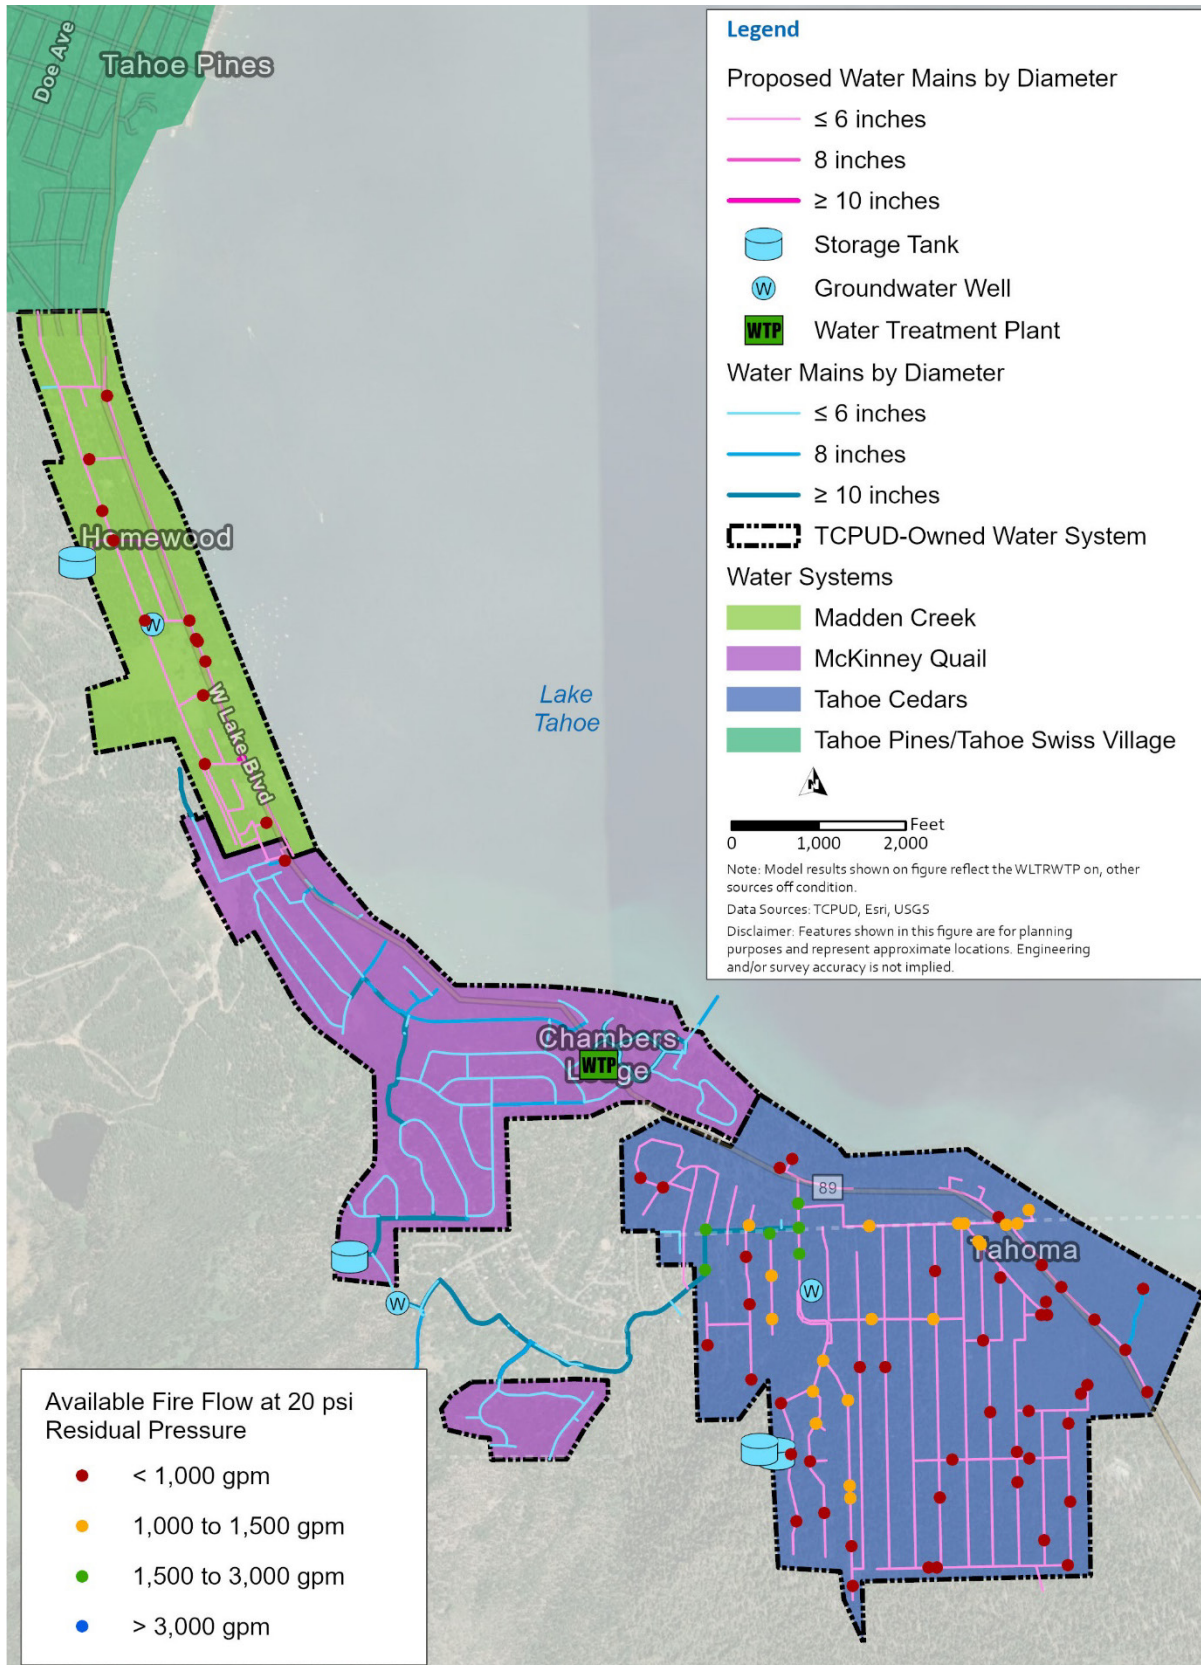 Doe Ave
Tahoe Pines
Homewood
W
W Lake Blvd
Lake
Tahoe
Chambers
Lodge
WTP
89
Tahoma
W
W
Legend
Proposed Water Mains by Diameter
≤ 6 inches
8 inches
≥ 10 inches
Storage Tank
W Groundwater Well
WTP Water Treatment Plant
Water Mains by Diameter
≤ 6 inches
8 inches
≥ 10 inches
TCPUD-Owned Water System
Water Systems
Madden Creek
McKinney Quail
Tahoe Cedars
Tahoe Pines/Tahoe Swiss Village
N
Feet
0 1,000 2,000
Note: Model results shown on figure reflect the WLTRWTP on, other
sources off condition.
Data Sources: TCPUD, Esri, USGS
Disclaimer: Features shown in this figure are for planning
purposes and represent approximate locations. Engineering
and/or survey accuracy is not implied.
Available Fire Flow at 20 psi
Residual Pressure
< 1,000 gpm
1,000 to 1,500 gpm
1,500 to 3,000 gpm
> 3,000 gpm